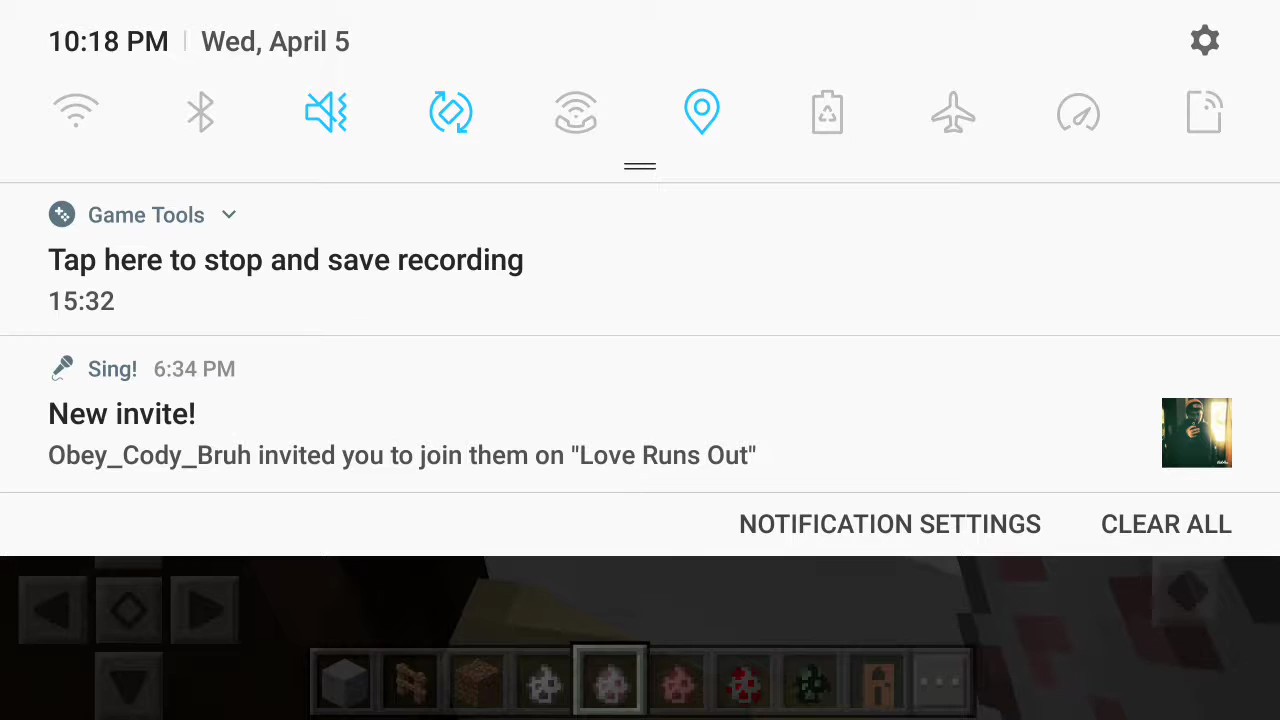 10:18 PM Wed, April 5
Game Tools
Tap here to stop and save recording
15:32
Sing! 6:34 PM
New invite!
Obey_Cody_Bruh invited you to join them on "Love Runs Out"
NOTIFICATION SETTINGS CLEAR ALL